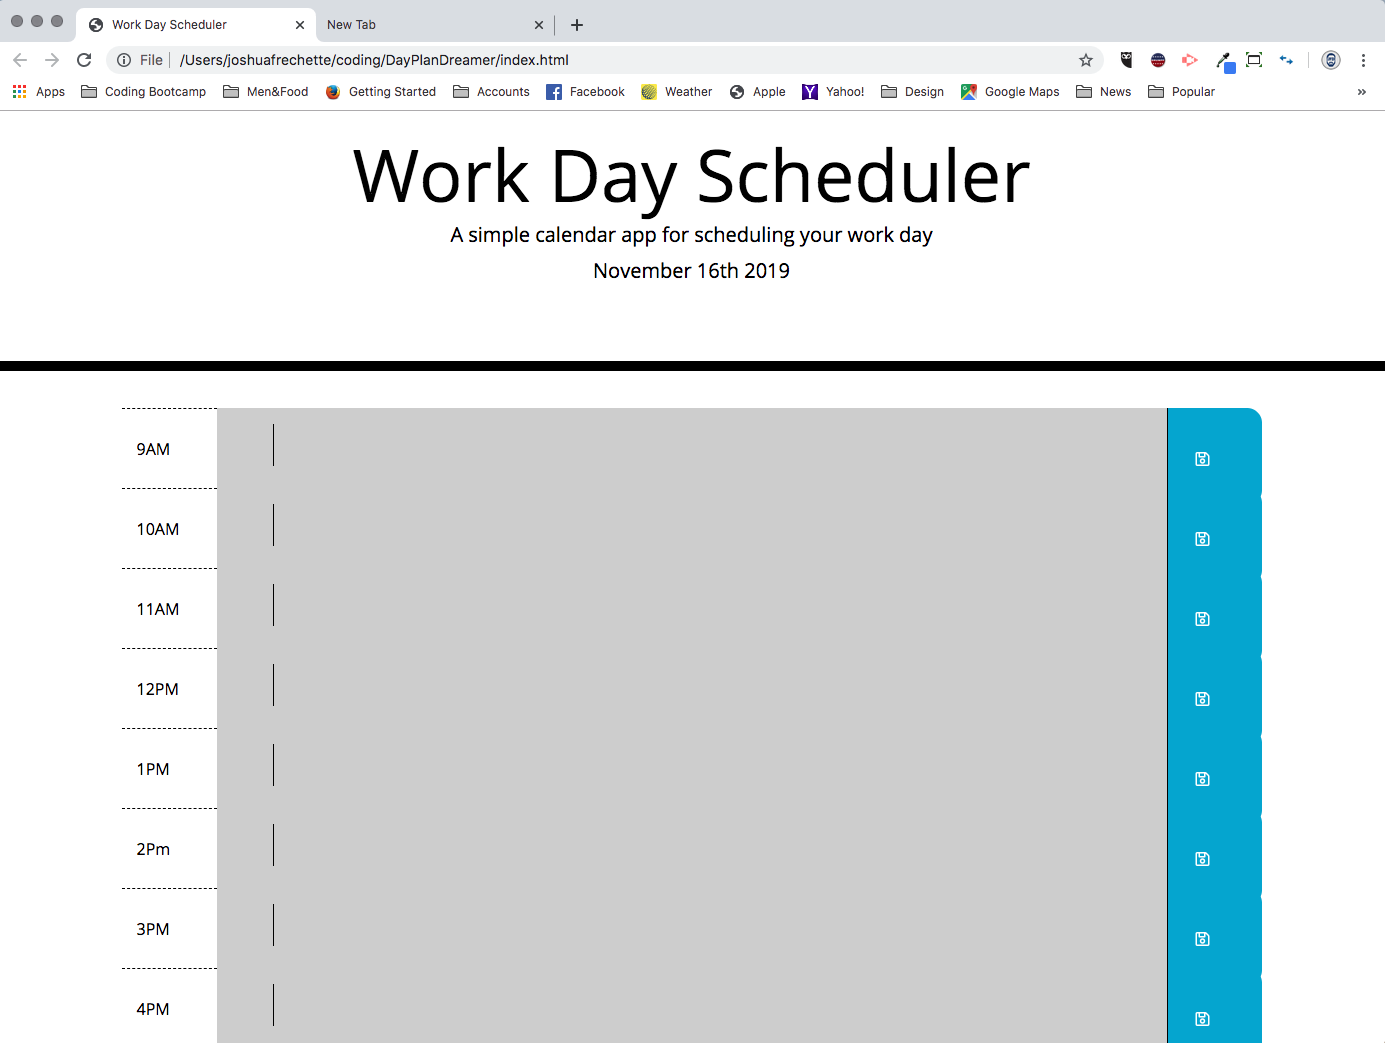 Work Day Scheduler
New Tab
File
/Users/joshuafrechette/coding/DayPlanDreamer/index.html
Apps Coding Bootcamp Men&Food Getting Started Accounts Facebook Weather Apple Yahoo! Design Google Maps News Popular »
Work Day Scheduler
A simple calendar app for scheduling your work day
November 16th 2019
9AM
10AM
11AM
12PM
1PM
2Pm
3PM
4PM